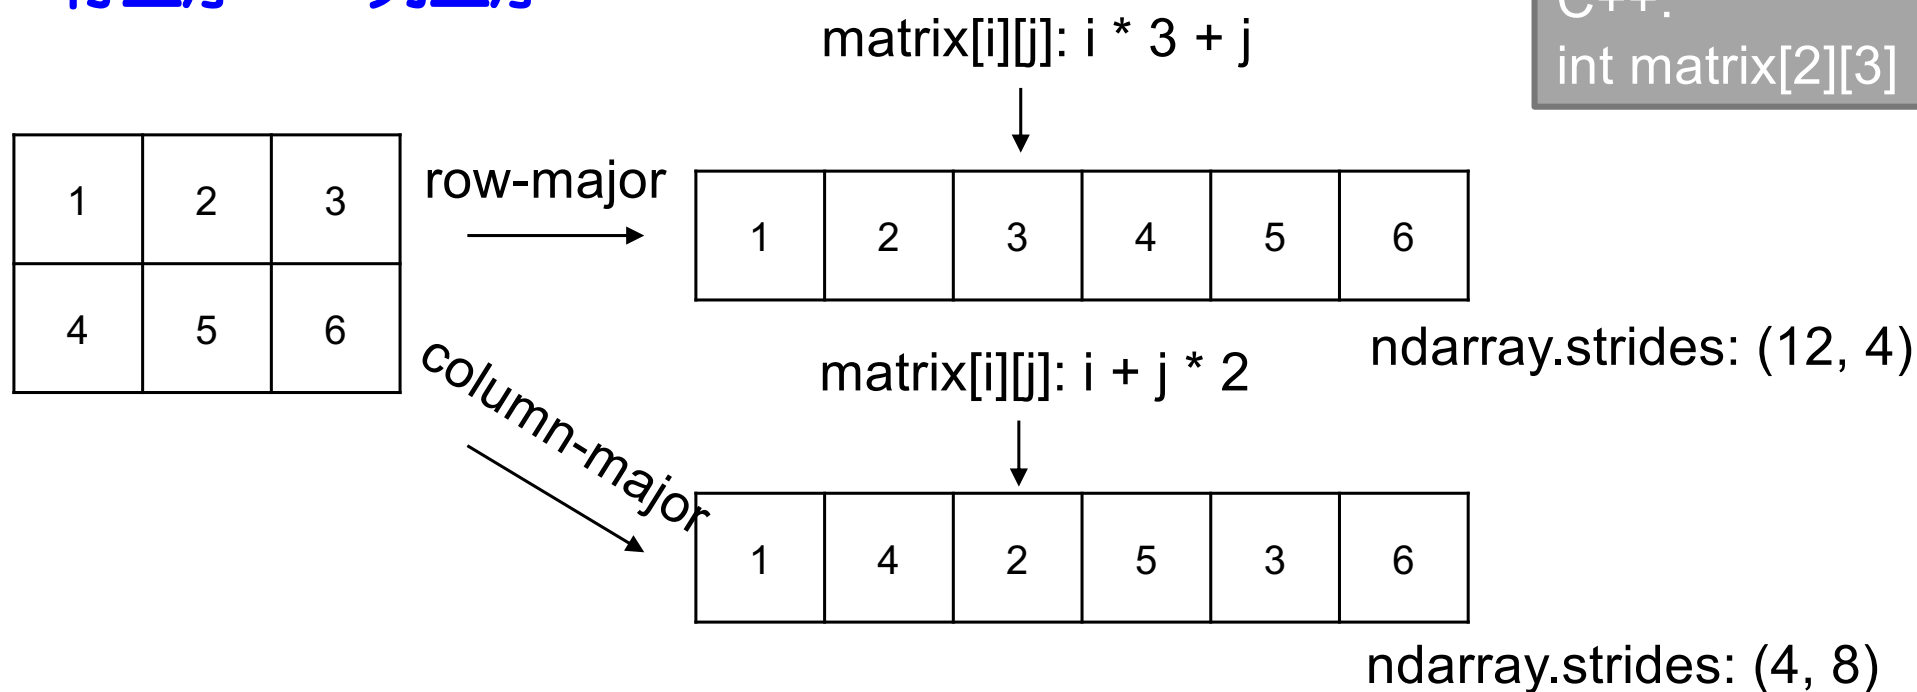 C++:
int matrix[2][3]
matrix[i][j]: i * 3 + j
1 2 3
4 5 6
row-major
1 2 3 4 5 6
ndarray.strides: (12, 4)
matrix[i][j]: i + j * 2
column-major
1 4 2 5 3 6
ndarray.strides: (4, 8)